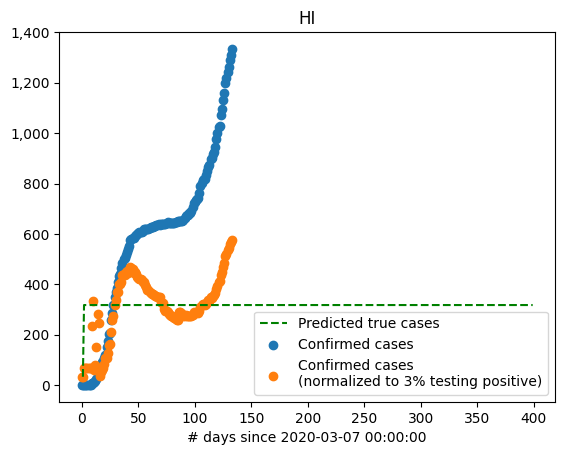 HI
1,400
1,200
1,000
800
600
400
200
0
Predicted true cases
Confirmed cases
Confirmed cases
(normalized to 3% testing positive)
0 50 100 150 200 250 300 350 400
# days since 2020-03-07 00:00:00